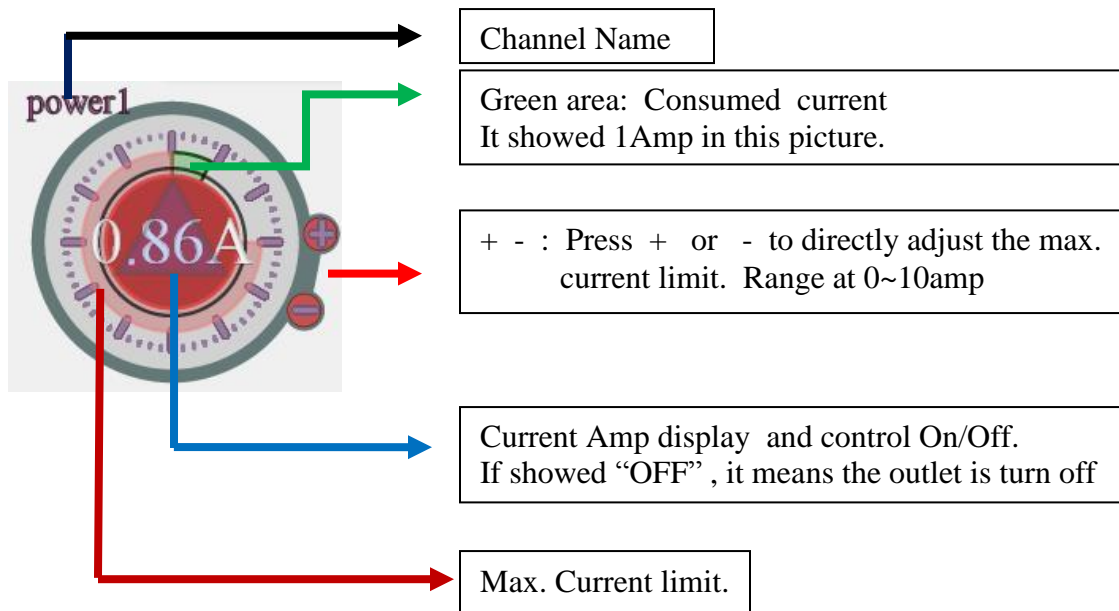 Channel Name
power1
Green area: Consumed current
It showed 1Amp in this picture.
0.86A
+ - : Press + or - to directly adjust the max.
current limit. Range at 0~10amp
Current Amp display and control On/Off.
If showed “OFF” , it means the outlet is turn off
Max. Current limit.